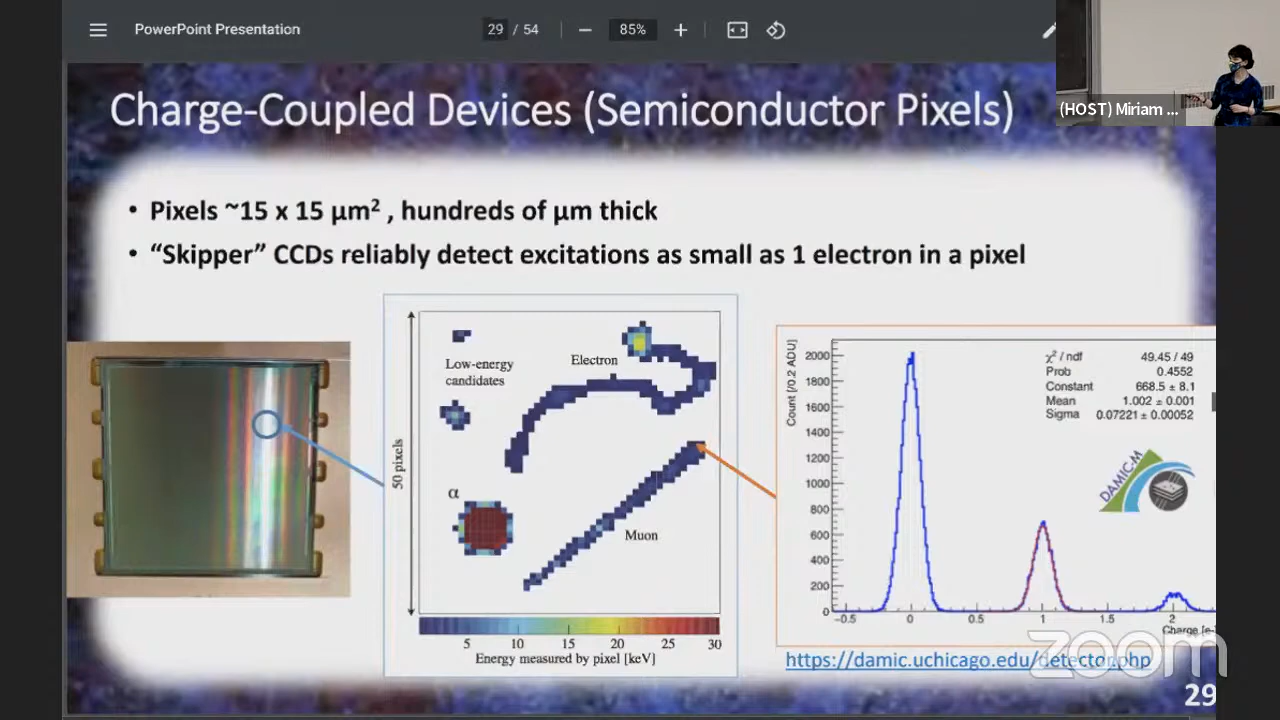 PowerPoint Presentation
29 / 54
85%
(HOST) Miriam ...
Charge-Coupled Devices (Semiconductor Pixels)
• Pixels ~15 x 15 μm² , hundreds of μm thick
• “Skipper” CCDs reliably detect excitations as small as 1 electron in a pixel
50 pixels
Low-energy
candidates
Electron
α
Muon
5 10 15 20 25 30
Energy measured by pixel [keV]
Count [/0.2 ADU]
2000
1800
1600
1400
1200
1000
800
600
400
200
0
χ² / ndf 49.45 / 49
Prob 0.4552
Constant 668.5 ± 8.1
Mean 1.002 ± 0.001
Sigma 0.07221 ± 0.00052
DAMIC-M
−0.5 0 0.5 1 1.5 2
Charge [e-]
https://damic.uchicago.edu/detector.php
zoom
29